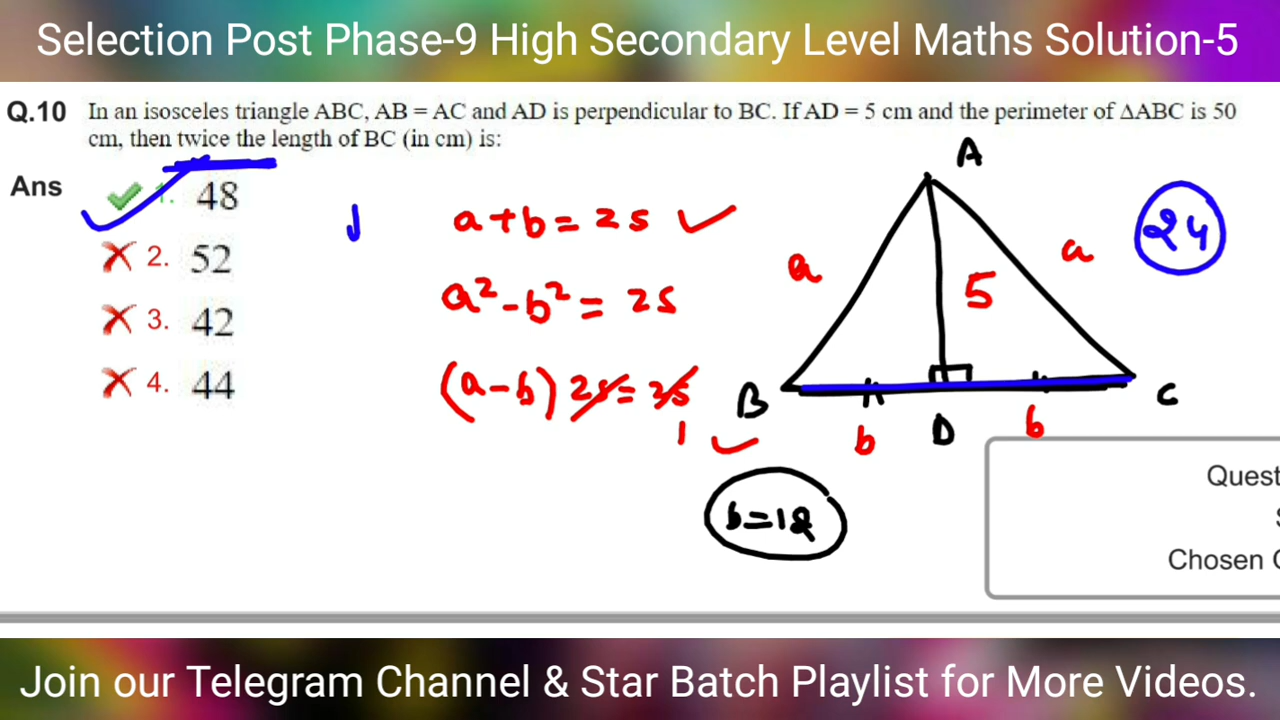 Selection Post Phase-9 High Secondary Level Maths Solution-5
Q.10 In an isosceles triangle ABC, AB = AC and AD is perpendicular to BC. If AD = 5 cm and the perimeter of ΔABC is 50
cm, then twice the length of BC (in cm) is:
A
Ans 1. 48
a+b=25
24
2. 52
a
a
a²-b²=25
5
3. 42
4. 44
(a-b)25=25
1
B
C
b
D
b
b=12
Quest
Chosen
Join our Telegram Channel & Star Batch Playlist for More Videos.